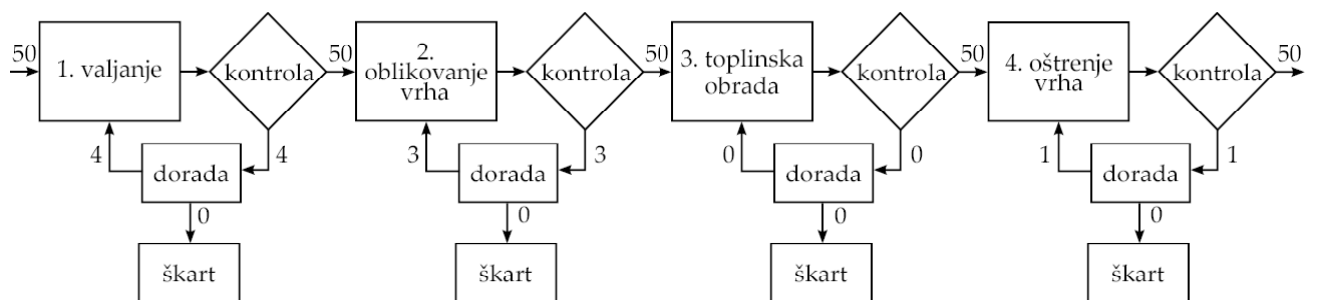 50
1. valjanje
kontrola
50
2.
oblikovanje
vrha
kontrola
50
3. toplinska
obrada
kontrola
50
4. oštrenje
vrha
kontrola
50
4
dorada
4
3
dorada
3
0
dorada
0
1
dorada
1
0
0
0
0
škart
škart
škart
škart